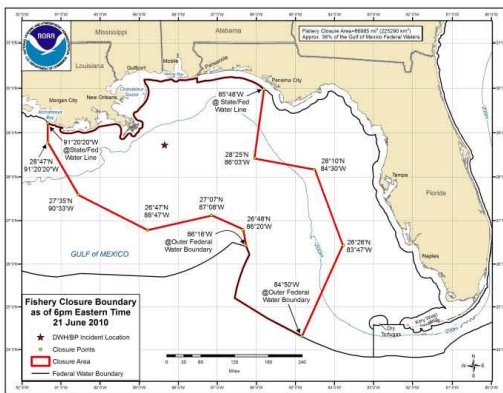 NOAA
Mississippi
Alabama
Fishery Closure Area=86985 mi² (225290 km²)
Approx. 36% of the Gulf of Mexico Federal Waters
Louisiana
Gulfport
Mobile
Pensacola
Panama City
Morgan City
New Orleans
Chandeleur
Sound
Atchafalaya
Bay
85°48'W
@ State/Fed
Water Line
91°20'20"W
@State/Fed
Water Line
28°47'N
91°20'20"W
28°25'N
86°03'W
28°10'N
84°30'W
Tampa
Florida
27°35'N
90°33'W
26°47'N
88°47'W
27°07'N
87°08'W
26°48'N
86°20'W
86°16'W
@Outer Federal
Water Boundary
26°26'N
83°47'W
Naples
GULF of MEXICO
84°50'W
@Outer Federal
Water Boundary
-200m
Key West
Dry
Tortugas
Fishery Closure Boundary
as of 6pm Eastern Time
21 June 2010
DWH/BP Incident Location
Closure Points
Closure Area
Federal Water Boundary
0 30 60 120 180 240
Miles
N
W E
S